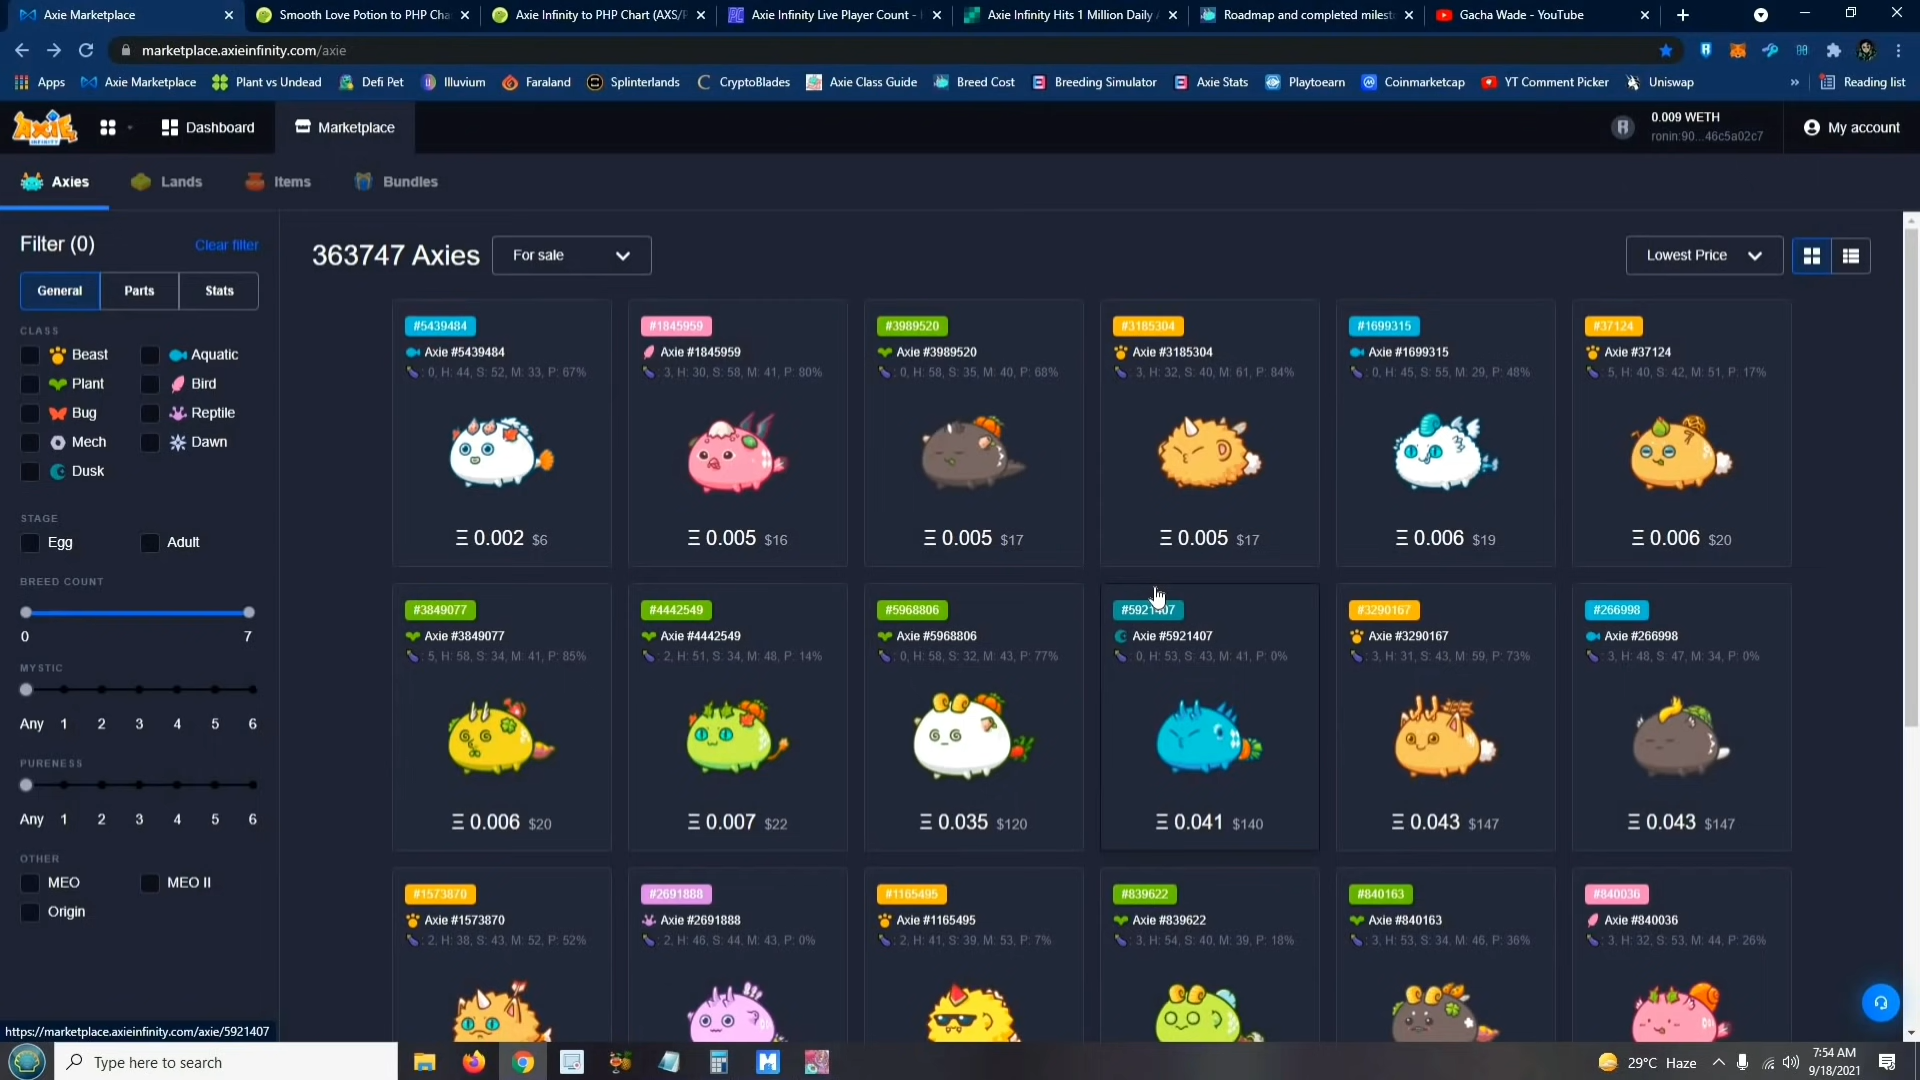 Axie Marketplace
Smooth Love Potion to PHP Cha
Axie Infinity to PHP Chart (AXS/P
Axie Infinity Live Player Count -
Axie Infinity Hits 1 Million Daily
Roadmap and completed milest
Gacha Wade - YouTube
marketplace.axieinfinity.com/axie
Apps
Axie Marketplace
Plant vs Undead
Defi Pet
Illuvium
Faraland
Splinterlands
CryptoBlades
Axie Class Guide
Breed Cost
Breeding Simulator
Axie Stats
Playtoearn
Coinmarketcap
YT Comment Picker
Uniswap
»
Reading list
AXIE
INFINITY
Dashboard
Marketplace
0.009 WETH
ronin:90...46c5a02c7
My account
Axies
Lands
Items
Bundles
Filter (0)
Clear filter
General
Parts
Stats
CLASS
Beast
Aquatic
Plant
Bird
Bug
Reptile
Mech
Dawn
Dusk
STAGE
Egg
Adult
BREED COUNT
0
7
MYSTIC
Any 1 2 3 4 5 6
PURENESS
Any 1 2 3 4 5 6
OTHER
MEO
MEO II
Origin
363747 Axies
For sale
Lowest Price
#5439484
Axie #5439484
: 0, H: 44, S: 52, M: 33, P: 67%
Ξ 0.002 $6
#1845959
Axie #1845959
: 3, H: 30, S: 58, M: 41, P: 80%
Ξ 0.005 $16
#3989520
Axie #3989520
: 0, H: 58, S: 35, M: 40, P: 68%
Ξ 0.005 $17
#3185304
Axie #3185304
: 3, H: 32, S: 40, M: 61, P: 84%
Ξ 0.005 $17
#1699315
Axie #1699315
: 0, H: 45, S: 55, M: 29, P: 48%
Ξ 0.006 $19
#37124
Axie #37124
: 5, H: 40, S: 42, M: 51, P: 17%
Ξ 0.006 $20
#3849077
Axie #3849077
: 5, H: 58, S: 34, M: 41, P: 85%
Ξ 0.006 $20
#4442549
Axie #4442549
: 2, H: 51, S: 34, M: 48, P: 14%
Ξ 0.007 $22
#5968806
Axie #5968806
: 0, H: 58, S: 32, M: 43, P: 77%
Ξ 0.035 $120
#5921407
Axie #5921407
: 0, H: 53, S: 43, M: 41, P: 0%
Ξ 0.041 $140
#3290167
Axie #3290167
: 3, H: 31, S: 43, M: 59, P: 73%
Ξ 0.043 $147
#266998
Axie #266998
: 3, H: 48, S: 47, M: 34, P: 0%
Ξ 0.043 $147
#1573870
Axie #1573870
: 2, H: 38, S: 43, M: 52, P: 52%
#2691888
Axie #2691888
: 2, H: 46, S: 44, M: 43, P: 0%
#1165495
Axie #1165495
: 2, H: 41, S: 39, M: 53, P: 7%
#839622
Axie #839622
: 3, H: 54, S: 40, M: 39, P: 18%
#840163
Axie #840163
: 3, H: 53, S: 34, M: 46, P: 36%
#840036
Axie #840036
: 3, H: 32, S: 53, M: 44, P: 26%
https://marketplace.axieinfinity.com/axie/5921407
Type here to search
29°C Haze
7:54 AM
9/18/2021